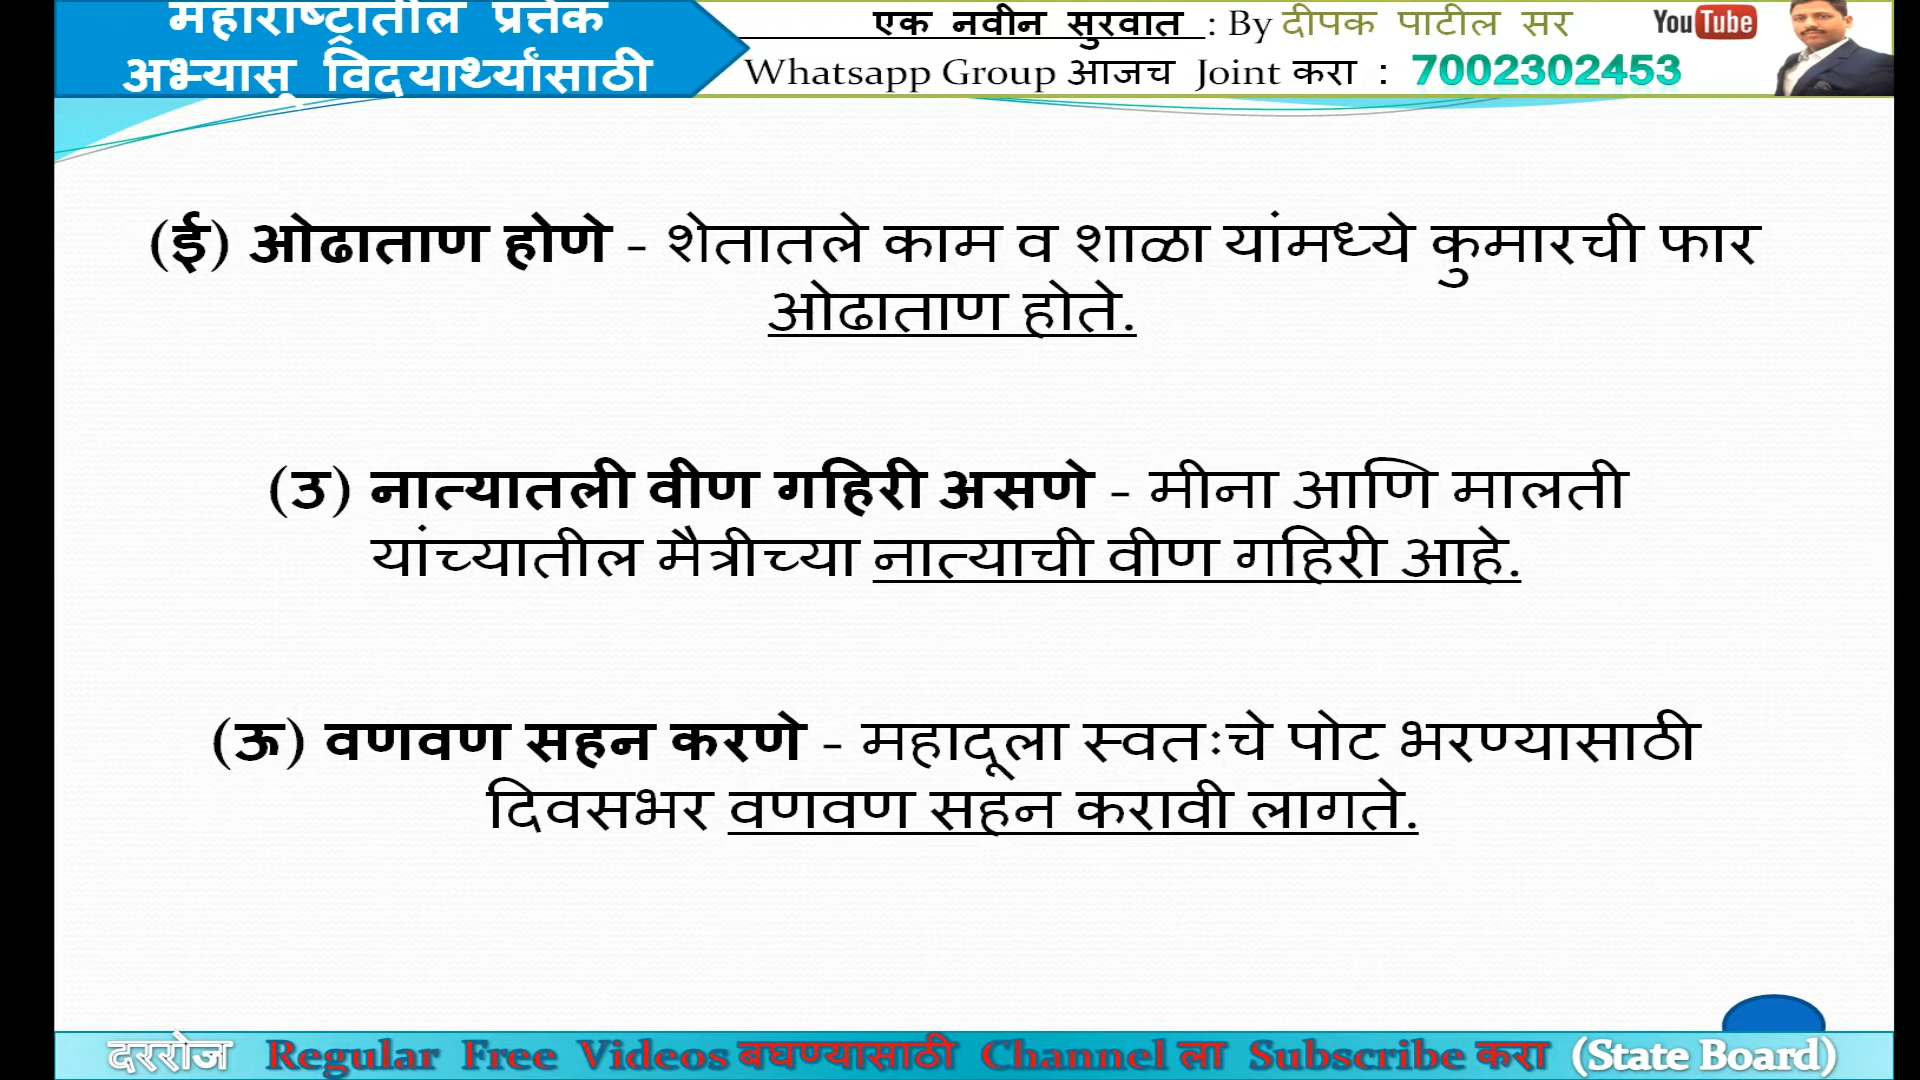 महाराष्ट्रातील प्रत्तेक
अभ्यासू विदयार्थ्यांसाठी
एक नवीन सुरवात : By दीपक पाटील सर
YouTube
Whatsapp Group आजच Joint करा : 7002302453
(ई) ओढाताण होणे - शेतातले काम व शाळा यांमध्ये कुमारची फार
ओढाताण होते.
(उ) नात्यातली वीण गहिरी असणे - मीना आणि मालती
यांच्यातील मैत्रीच्या नात्याची वीण गहिरी आहे.
(ऊ) वणवण सहन करणे - महादूला स्वतःचे पोट भरण्यासाठी
दिवसभर वणवण सहन करावी लागते.
दररोज Regular Free Videos बघण्यासाठी Channel ला Subscribe करा (State Board)